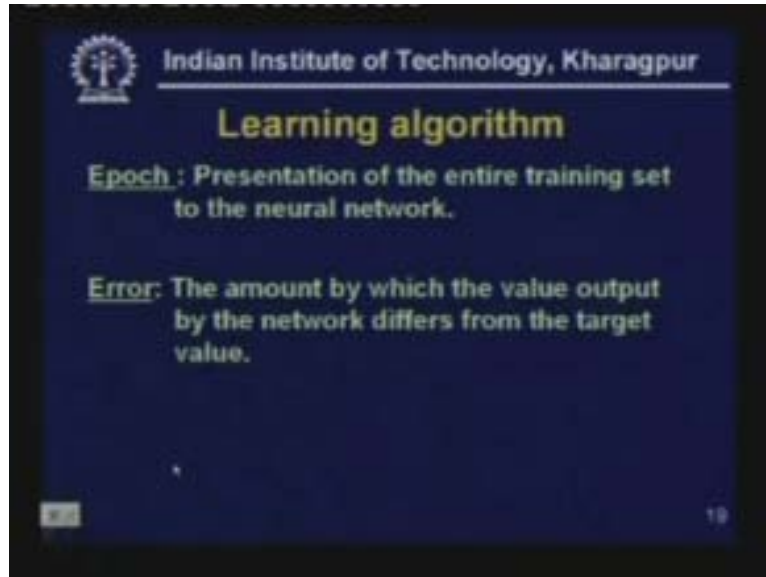 Indian Institute of Technology, Kharagpur
Learning algorithm
Epoch : Presentation of the entire training set
to the neural network.
Error: The amount by which the value output
by the network differs from the target
value.
19